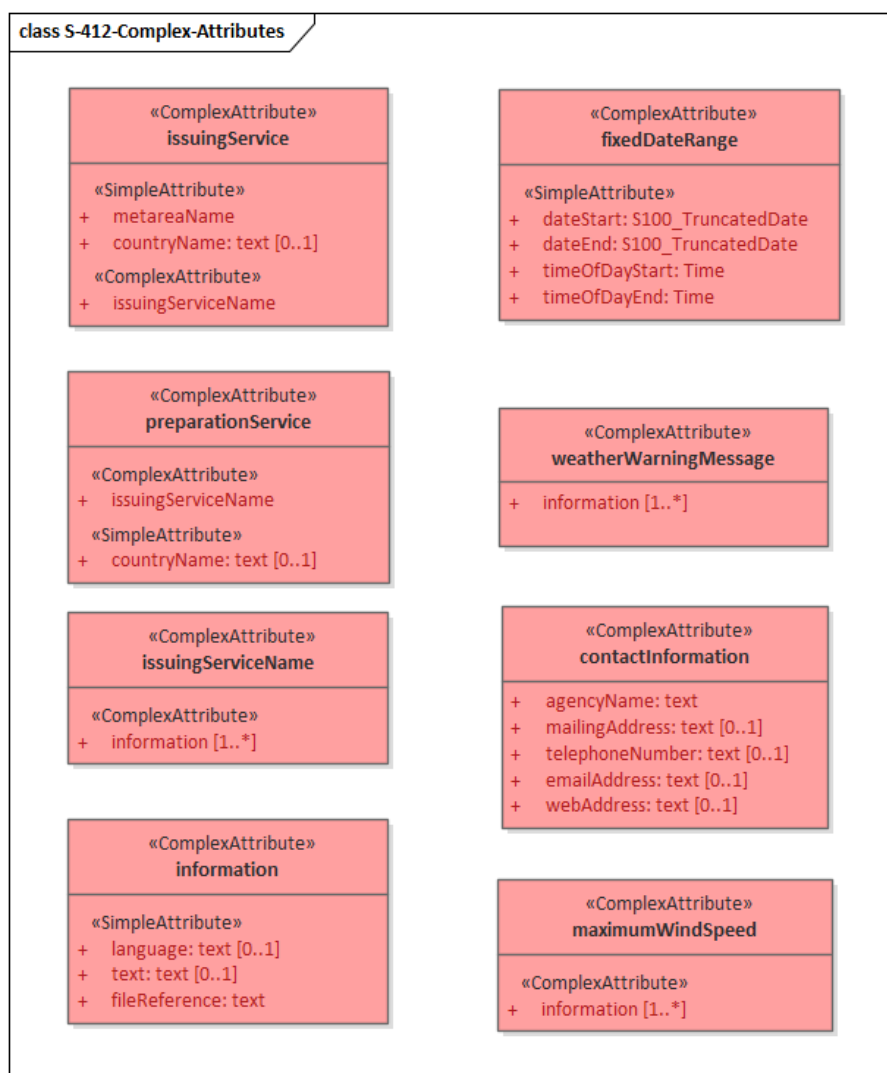 class S-412-Complex-Attributes
«ComplexAttribute»
issuingService
«SimpleAttribute»
+ metareaName
+ countryName: text [0..1]
«ComplexAttribute»
+ issuingServiceName
«ComplexAttribute»
fixedDateRange
«SimpleAttribute»
+ dateStart: S100_TruncatedDate
+ dateEnd: S100_TruncatedDate
+ timeOfDayStart: Time
+ timeOfDayEnd: Time
«ComplexAttribute»
preparationService
«ComplexAttribute»
+ issuingServiceName
«SimpleAttribute»
+ countryName: text [0..1]
«ComplexAttribute»
weatherWarningMessage
+ information [1..*]
«ComplexAttribute»
issuingServiceName
«ComplexAttribute»
+ information [1..*]
«ComplexAttribute»
contactInformation
+ agencyName: text
+ mailingAddress: text [0..1]
+ telephoneNumber: text [0..1]
+ emailAddress: text [0..1]
+ webAddress: text [0..1]
«ComplexAttribute»
information
«SimpleAttribute»
+ language: text [0..1]
+ text: text [0..1]
+ fileReference: text
«ComplexAttribute»
maximumWindSpeed
«ComplexAttribute»
+ information [1..*]